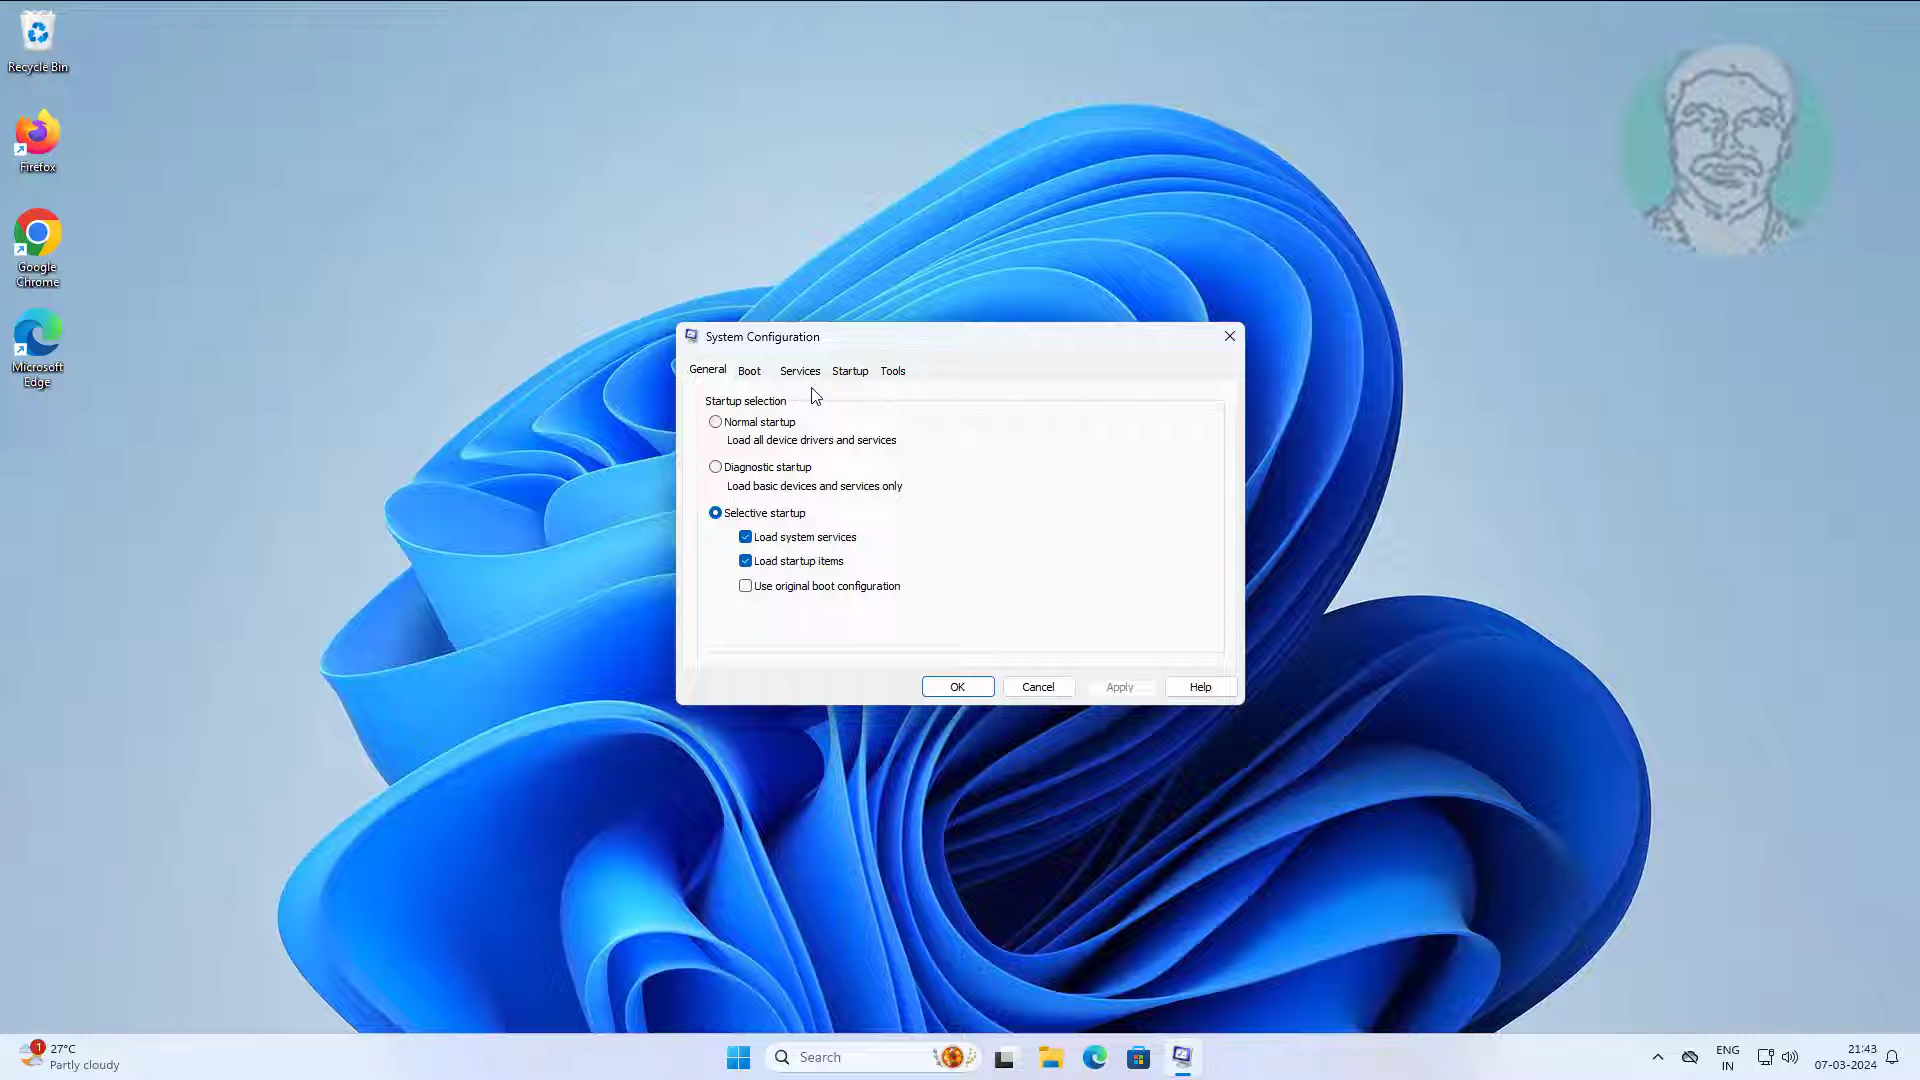 Recycle Bin
Firefox
Google
Chrome
Microsoft
Edge
System Configuration
General Boot Services Startup Tools
Startup selection
Normal startup
Load all device drivers and services
Diagnostic startup
Load basic devices and services only
Selective startup
Load system services
Load startup items
Use original boot configuration
OK Cancel Apply Help
1
27°C
Partly cloudy
Search
ENG
IN
21:43
07-03-2024